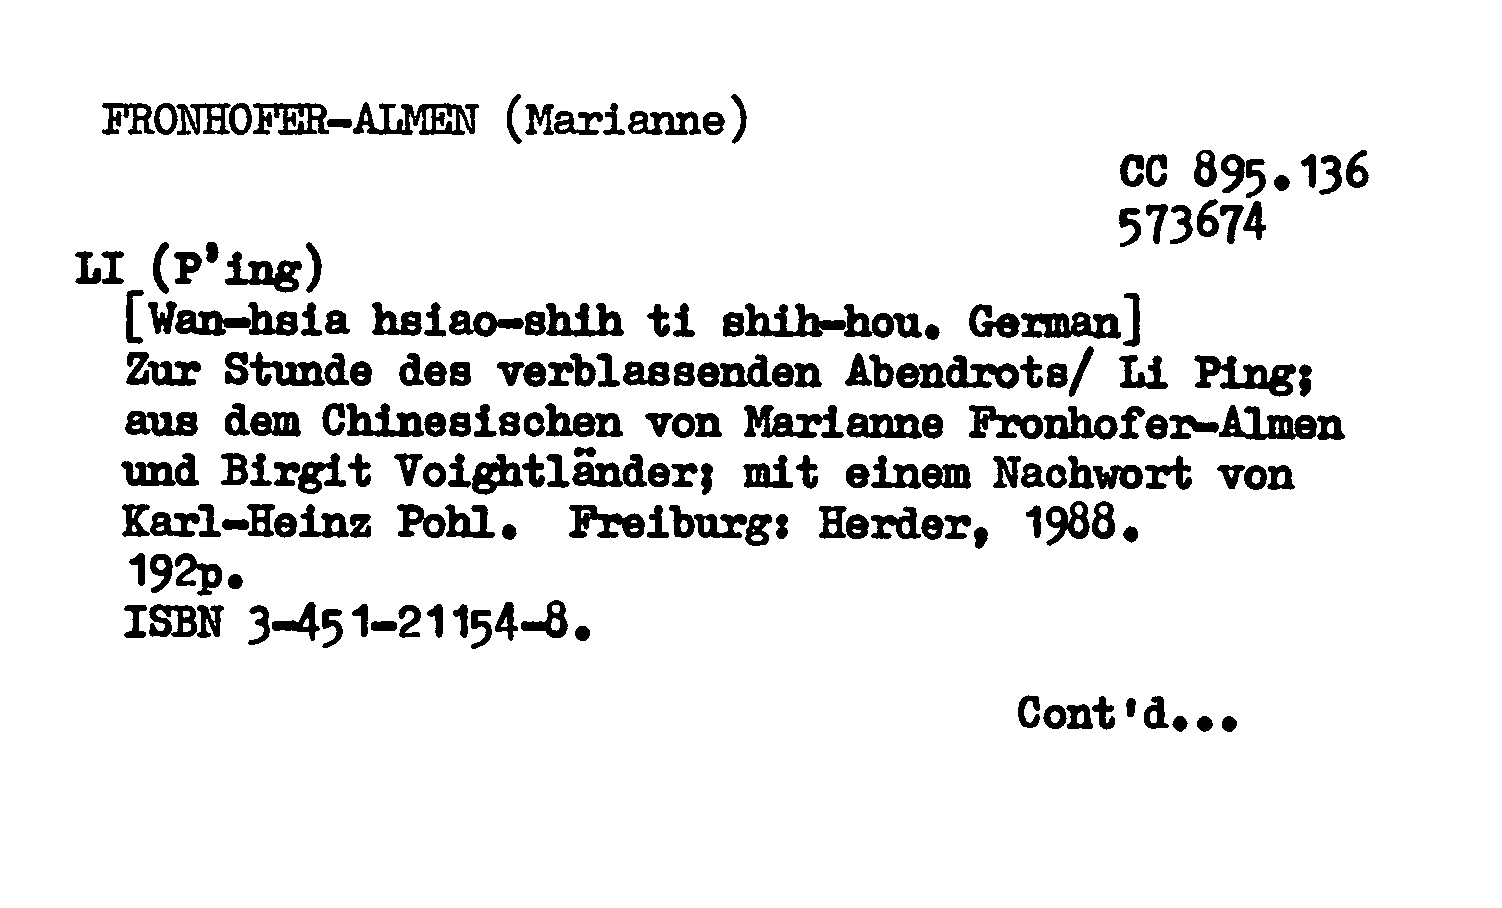 FRONHOFER-ALMEN (Marianne)
CC 895.136
573674
LI (P'ing)
[Wan-hsia hsiao-shih ti shih-hou. German]
Zur Stunde des verblassenden Abendrots/ Li Ping;
aus dem Chinesischen von Marianne Fronhofer-Almen
und Birgit Voightländer; mit einem Nachwort von
Karl-Heinz Pohl. Freiburg: Herder, 1988.
192p.
ISBN 3-451-21154-8.
Cont'd...